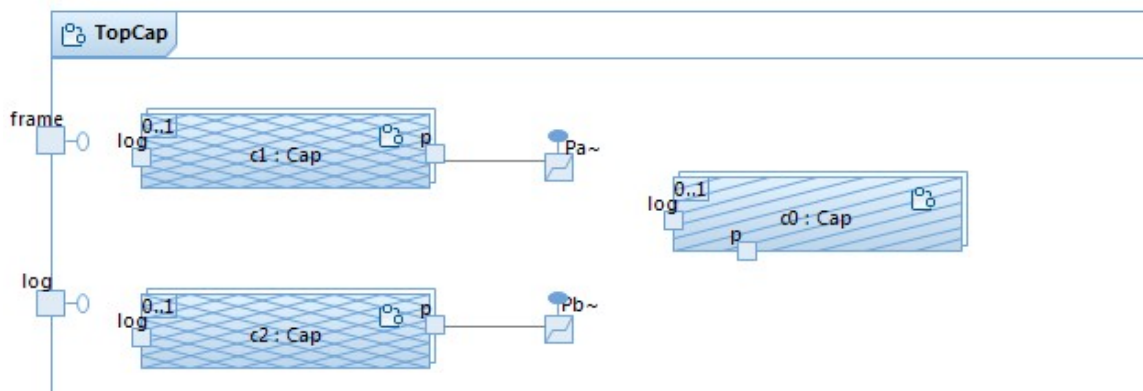 TopCap
frame
log
0..1
c1 : Cap
p
Pa~
log
0..1
c0 : Cap
p
log
log
0..1
c2 : Cap
p
Pb~